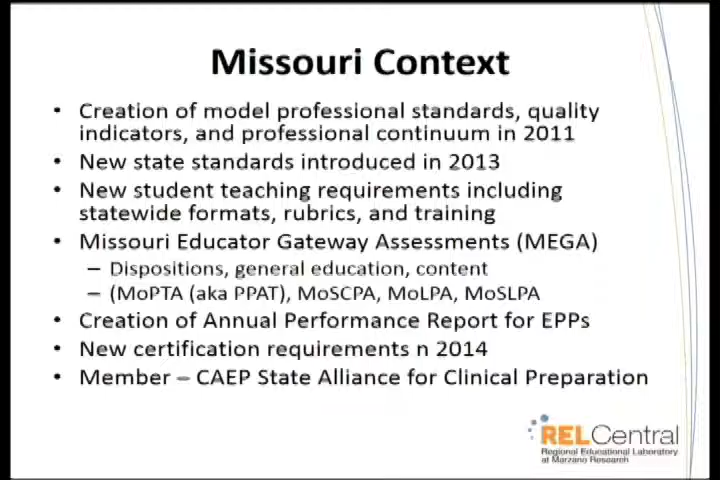 Missouri Context
• Creation of model professional standards, quality
indicators, and professional continuum in 2011
• New state standards introduced in 2013
• New student teaching requirements including
statewide formats, rubrics, and training
• Missouri Educator Gateway Assessments (MEGA)
– Dispositions, general education, content
– (MoPTA (aka PPAT), MoSCPA, MoLPA, MoSLPA
• Creation of Annual Performance Report for EPPs
• New certification requirements n 2014
• Member – CAEP State Alliance for Clinical Preparation
RELCentral
Regional Educational Laboratory
at Marzano Research